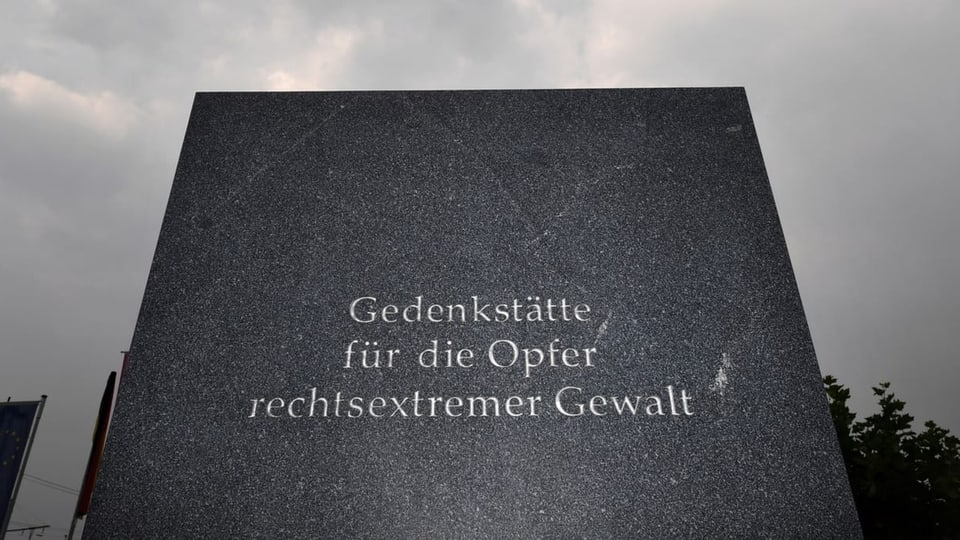 Gedenkstätte
für die Opfer
rechtsextremer Gewalt